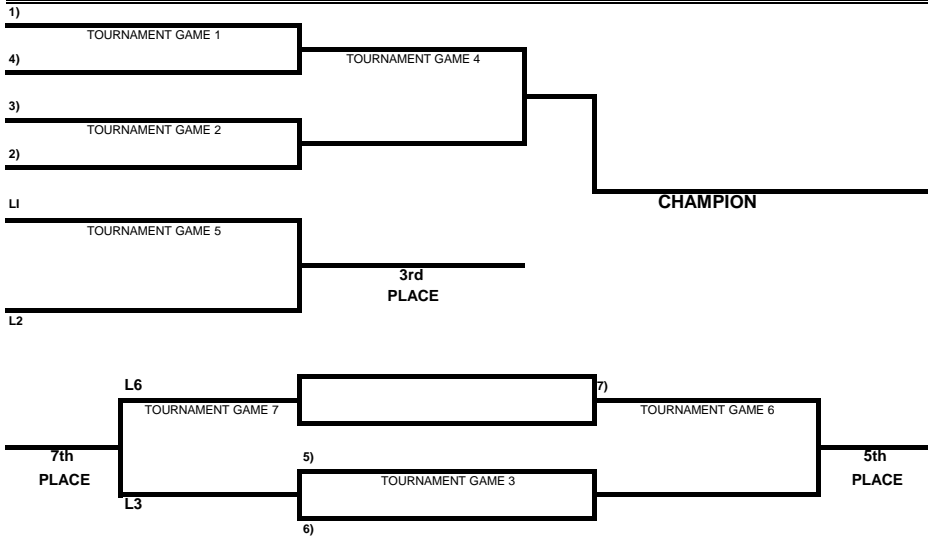 1)
TOURNAMENT GAME 1
4)
TOURNAMENT GAME 4
3)
TOURNAMENT GAME 2
2)
LI
CHAMPION
TOURNAMENT GAME 5
3rd
PLACE
L2
L6
7)
TOURNAMENT GAME 7
TOURNAMENT GAME 6
7th
PLACE
5)
5th
PLACE
TOURNAMENT GAME 3
L3
6)